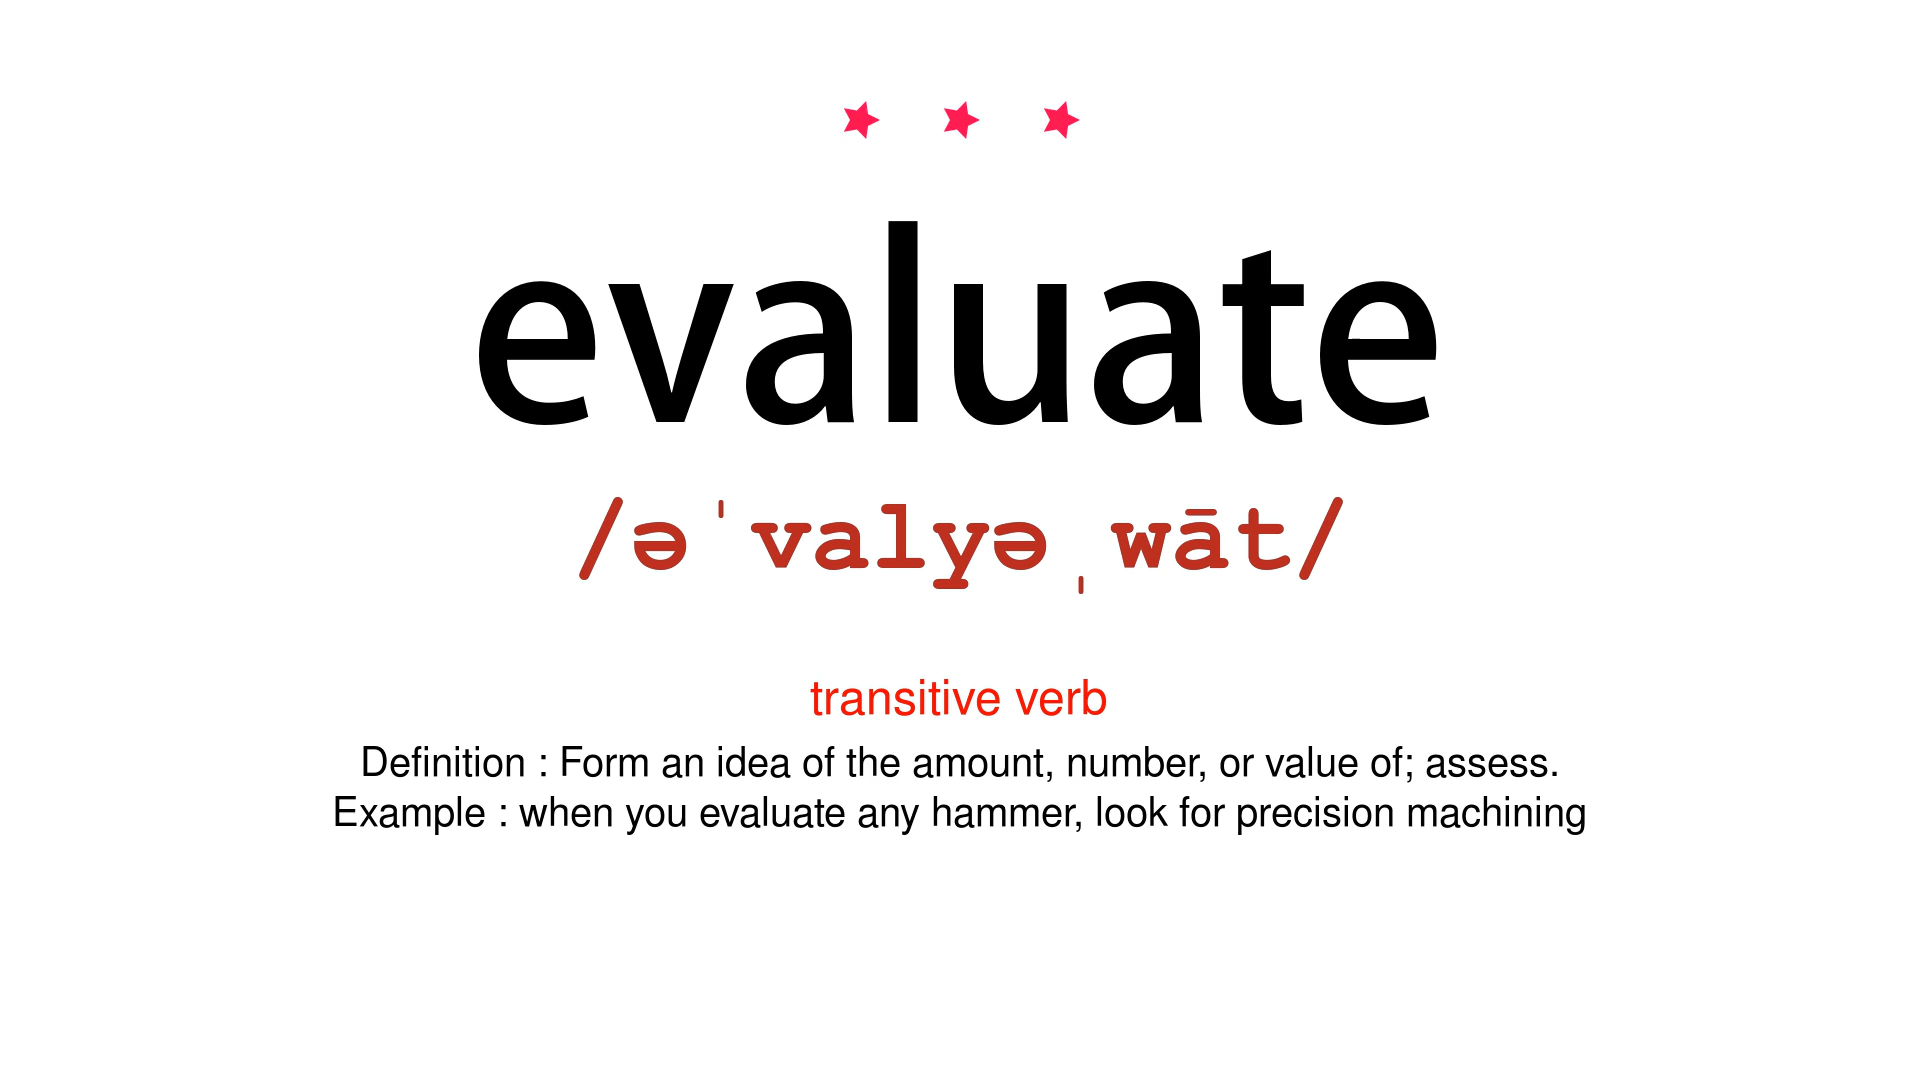 evaluate
/əˈvalyəˌwāt/
transitive verb
Definition : Form an idea of the amount, number, or value of; assess.
Example : when you evaluate any hammer, look for precision machining